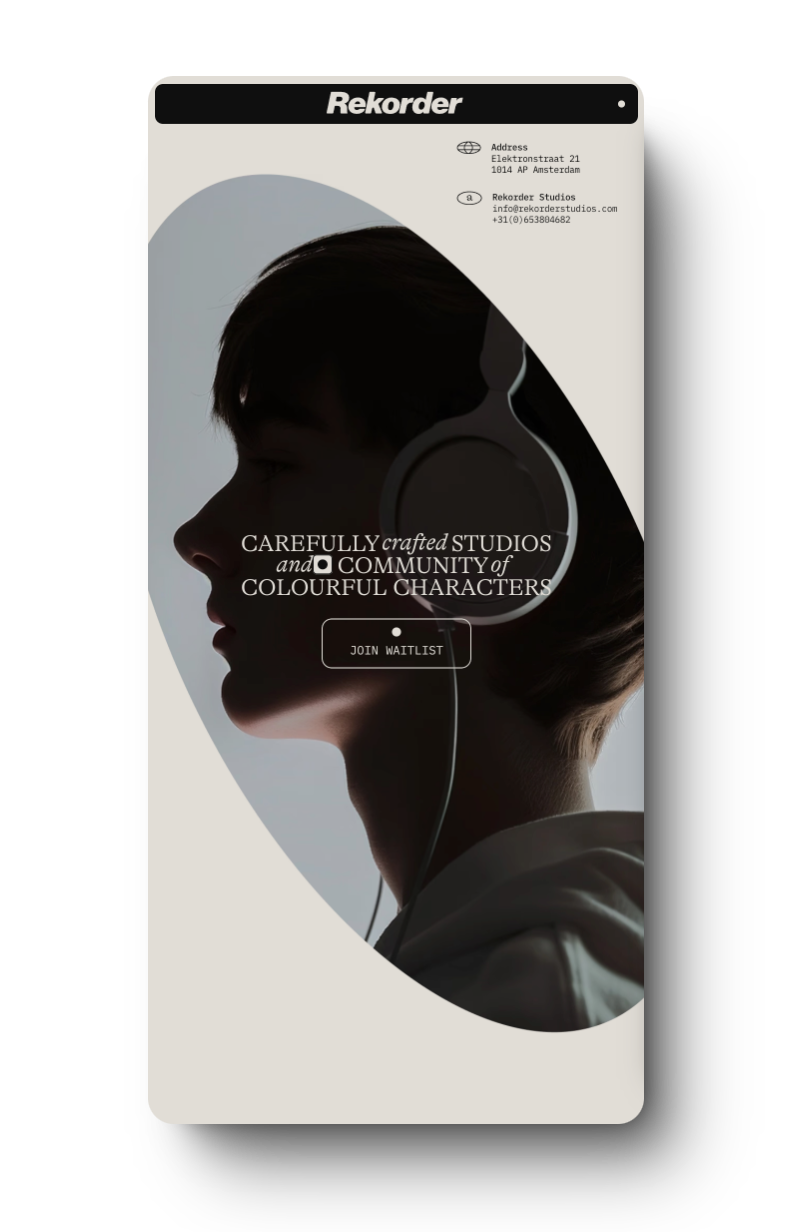 Rekorder
Address
Elektronstraat 21
1014 AP Amsterdam
a
Rekorder Studios
info@rekorderstudios.com
+31(0)653804682
CAREFULLY crafted STUDIOS
and COMMUNITY of
COLOURFUL CHARACTERS
JOIN WAITLIST